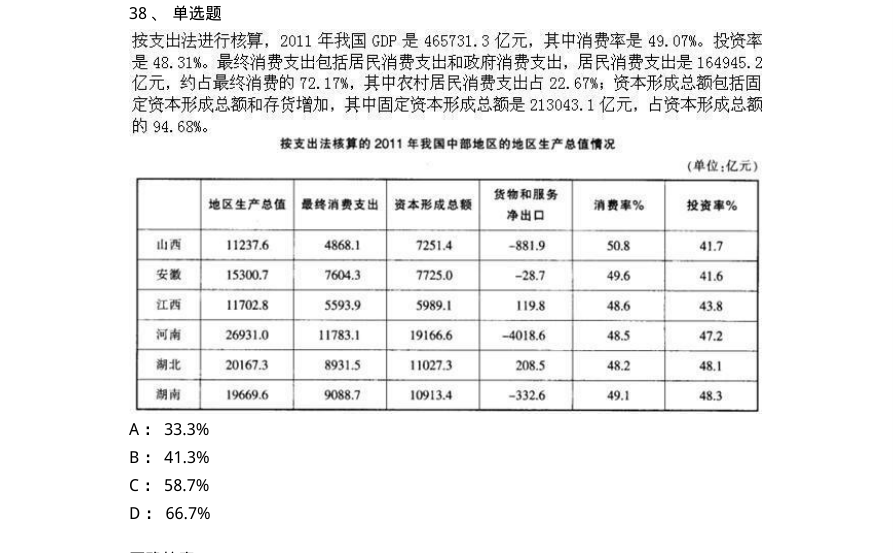 38 、 单选题
按支出法进行核算，2011 年我国 GDP 是 465731.3 亿元，其中消费率是 49.07%。投资率
是 48.31%。最终消费支出包括居民消费支出和政府消费支出，居民消费支出是 164945.2
亿元，约占最终消费的 72.17%，其中农村居民消费支出占 22.67%；资本形成总额包括固
定资本形成总额和存货增加，其中固定资本形成总额是 213043.1 亿元，占资本形成总额
的 94.68%。
按支出法核算的 2011 年我国中部地区的地区生产总值情况
(单位:亿元)
地区生产总值 最终消费支出 资本形成总额 货物和服务净出口 消费率% 投资率%
山西 11237.6 4868.1 7251.4 -881.9 50.8 41.7
安徽 15300.7 7604.3 7725.0 -28.7 49.6 41.6
江西 11702.8 5593.9 5989.1 119.8 48.6 43.8
河南 26931.0 11783.1 19166.6 -4018.6 48.5 47.2
湖北 20167.3 8931.5 11027.3 208.5 48.2 48.1
湖南 19669.6 9088.7 10913.4 -332.6 49.1 48.3
A： 33.3%
B： 41.3%
C： 58.7%
D： 66.7%